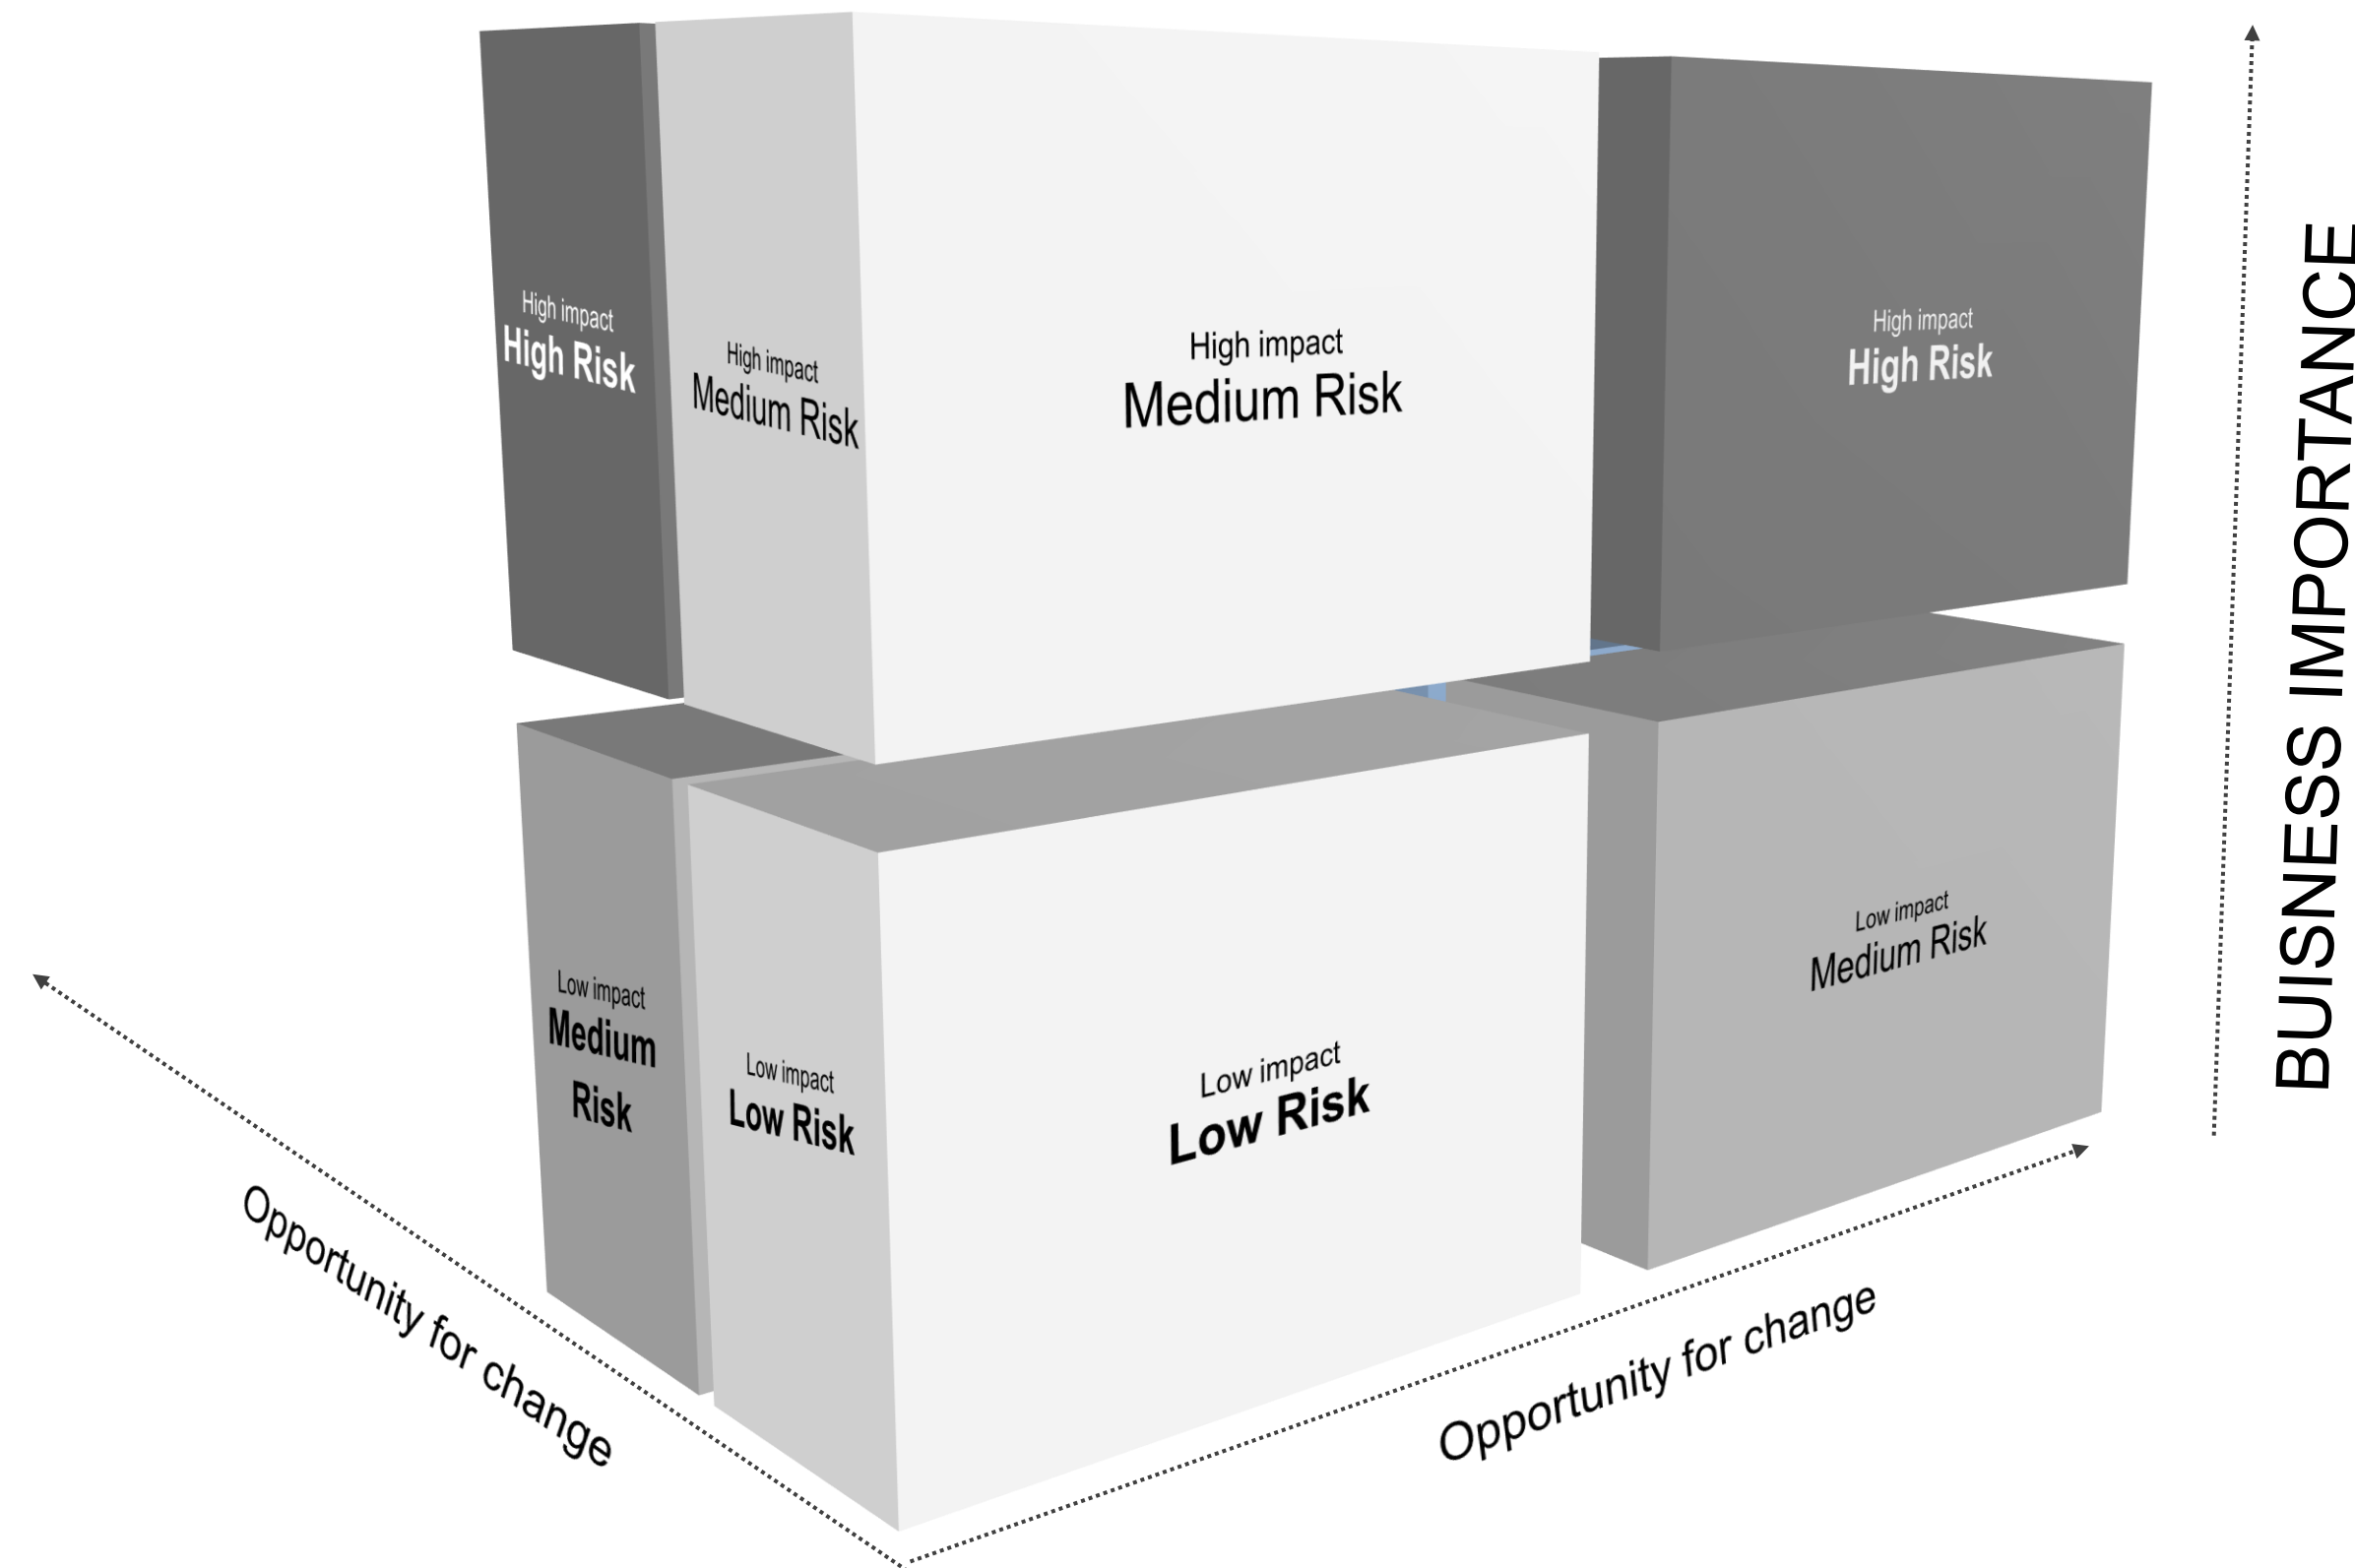 High impact
High Risk
High impact
Medium Risk
High impact
Medium Risk
High impact
High Risk
BUISNESS IMPORTANCE
Low impact
Medium
Risk
Low impact
Low Risk
Low impact
Low Risk
Low impact
Medium Risk
Opportunity for change
Opportunity for change